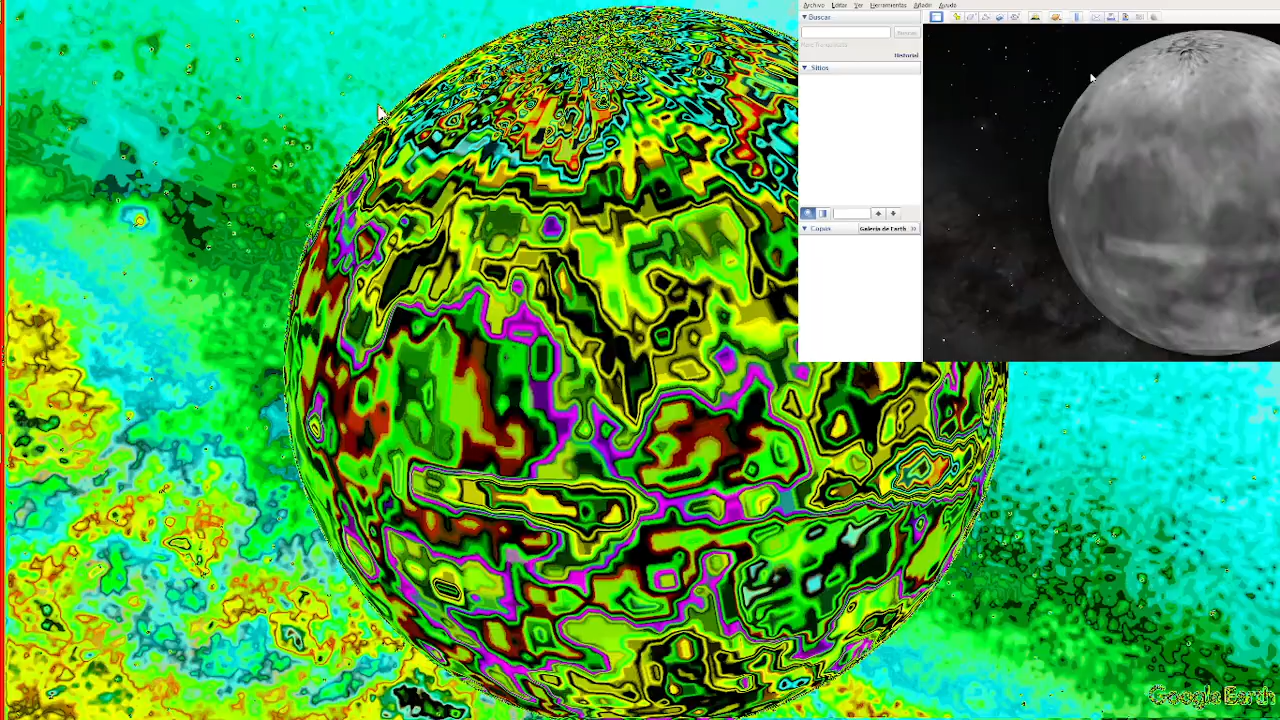 Archivo Editar Ver Herramientas Añadir Ayuda
Buscar
Historial
Sitios
Capas
Galería de Earth
Google Earth